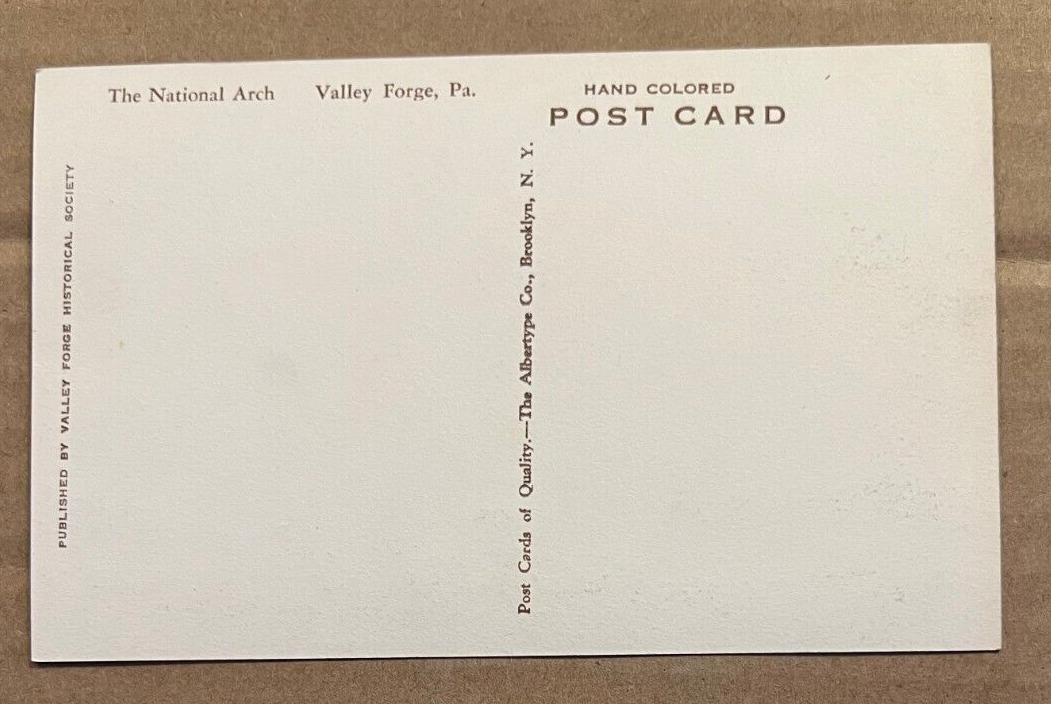 The National Arch Valley Forge, Pa.
HAND COLORED
POST CARD
PUBLISHED BY VALLEY FORGE HISTORICAL SOCIETY
Post Cards of Quality.—The Albertype Co., Brooklyn, N. Y.